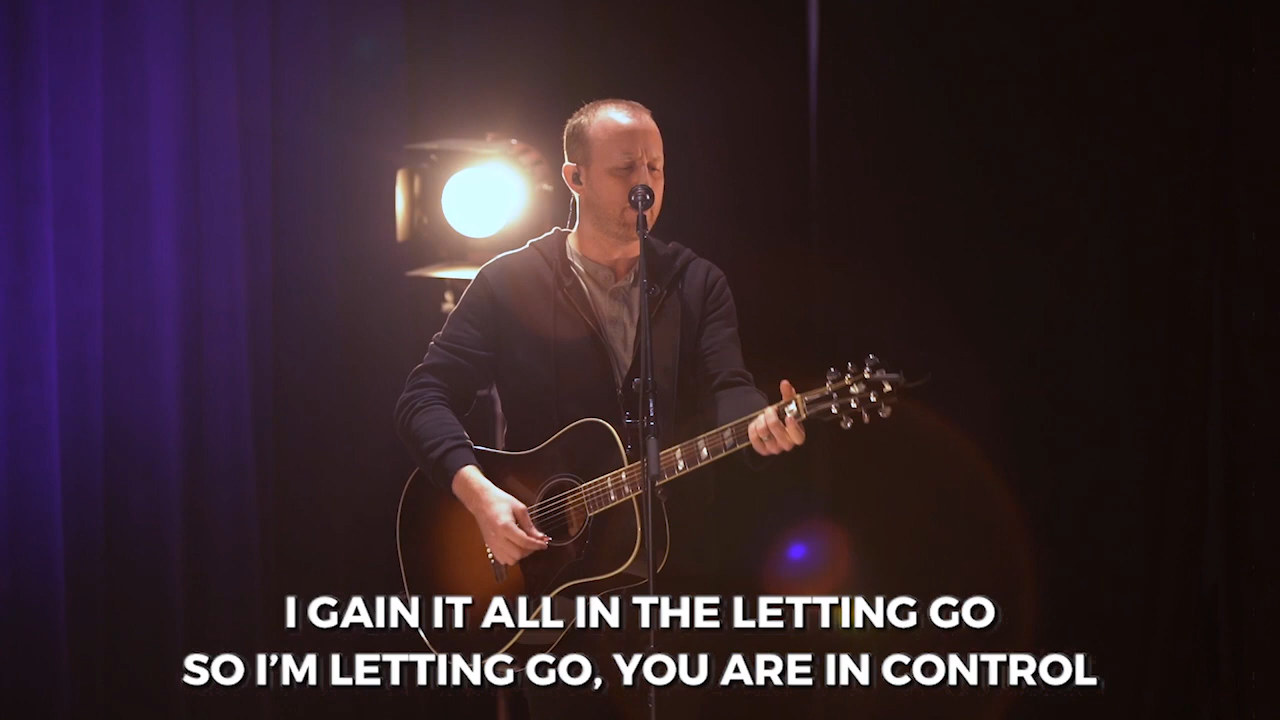 I GAIN IT ALL IN THE LETTING GO
SO I’M LETTING GO, YOU ARE IN CONTROL